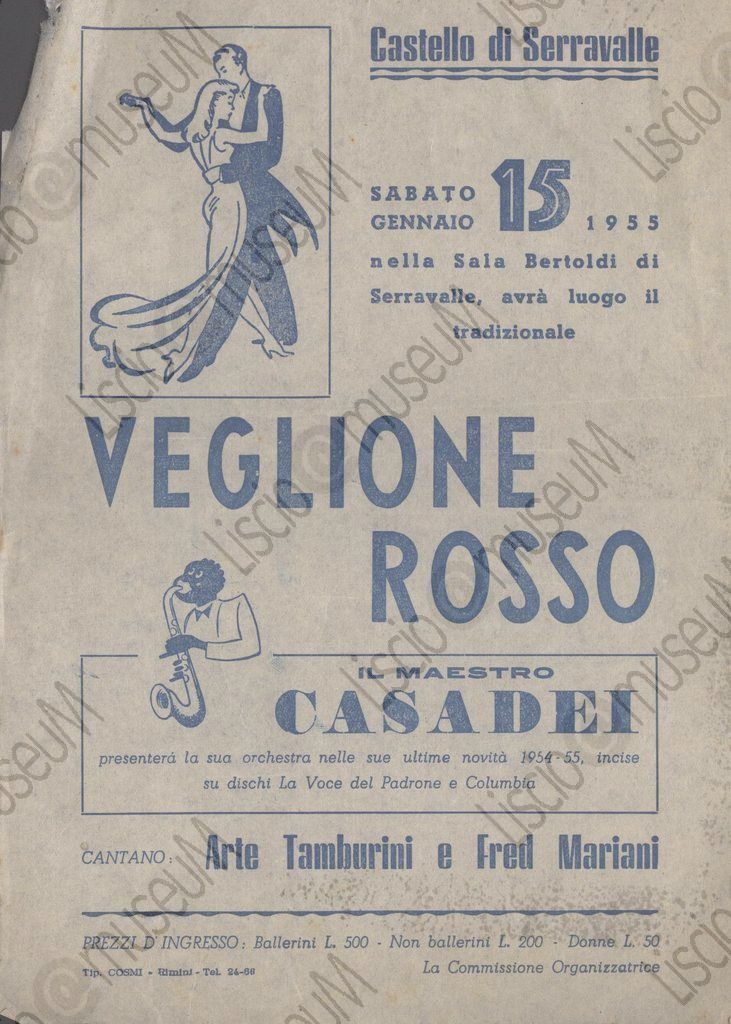 Castello di Serravalle
SABATO
GENNAIO 15 1955
nella Sala Bertoldi di
Serravalle, avrà luogo il
tradizionale
VEGLIONE
ROSSO
IL MAESTRO
CASADEI
presenterá la sua orchestra nelle sue ultime novità 1954-55, incise
su dischi La Voce del Padrone e Columbia
CANTANO: Arte Tamburini e Fred Mariani
PREZZI D'INGRESSO: Ballerini L. 500 - Non ballerini L. 200 - Donne L. 50
Tip. COSMI - Rimini - Tel. 24-66
La Commissione Organizzatrice
Liscio@museuM